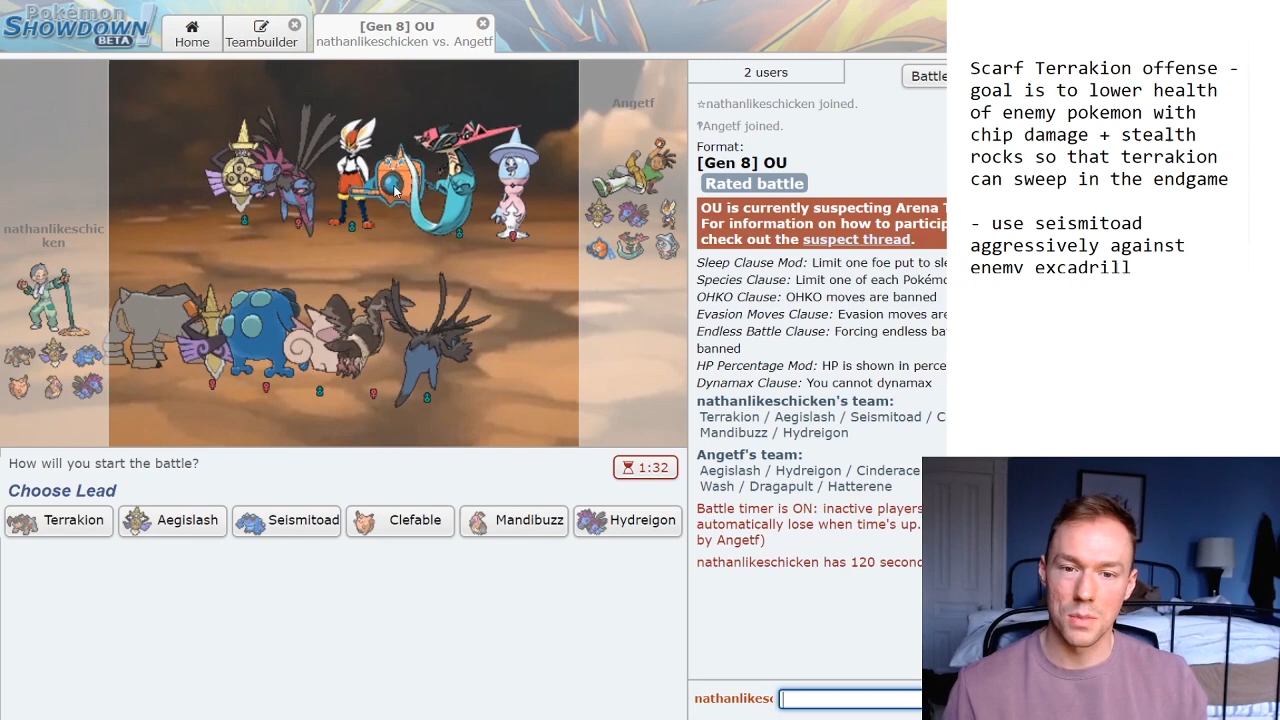 Pokémon
SHOWDOWN!
BETA
Home
Teambuilder
[Gen 8] OU
nathanlikeschicken vs. Angetf
2 users
Battle
nathanlikeschic
ken
Angetf
☆nathanlikeschicken joined.
Angetf joined.
Format:
[Gen 8] OU
Rated battle
OU is currently suspecting Arena T
For information on how to particip
check out the suspect thread.
Sleep Clause Mod: Limit one foe put to sle
Species Clause: Limit one of each Pokém
OHKO Clause: OHKO moves are banned
Evasion Moves Clause: Evasion moves are
Endless Battle Clause: Forcing endless ba
banned
HP Percentage Mod: HP is shown in perce
Dynamax Clause: You cannot dynamax
nathanlikeschicken's team:
Terrakion / Aegislash / Seismitoad / C
Mandibuzz / Hydreigon
Angetf's team:
Aegislash / Hydreigon / Cinderace
Wash / Dragapult / Hatterene
Battle timer is ON: inactive players
automatically lose when time's up.
by Angetf)
nathanlikeschicken has 120 second
nathanlikesc
How will you start the battle?
1:32
Choose Lead
Terrakion
Aegislash
Seismitoad
Clefable
Mandibuzz
Hydreigon
Scarf Terrakion offense -
goal is to lower health
of enemy pokemon with
chip damage + stealth
rocks so that terrakion
can sweep in the endgame
- use seismitoad
aggressively against
enemy excadrill